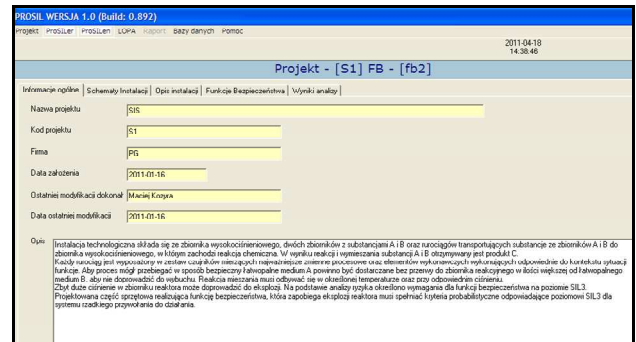 PROSIL WERSJA 1.0 (Build: 0.892)
Projekt ProSILer ProSILen LOPA Raport Bazy danych Pomoc
2011-04-18
14:38:46
Projekt - [S1] FB - [fb2]
Informacje ogólne Schematy Instalacji Opis instalacji Funkcje Bezpieczeństwa Wyniki analizy
Nazwa projektu SIS
Kod projektu S1
Firma PG
Data założenia 2011-01-16
Ostatniej modyfikacji dokonał Maciej Kozyra
Data ostatniej modyfikacji 2011-01-16
Opis Instalacja technologiczna składa się ze zbiornika wysokociśnieniowego, dwóch zbiorników z substancjami A i B oraz rurociągów transportujących substancje ze zbiorników A i B do
zbiornika wysokociśnieniowego, w którym zachodzi reakcja chemiczna. W wyniku reakcji i wymieszania substancji A i B otrzymywany jest produkt C.
Każdy rurociąg jest wyposażony w zestaw czujników mierzących najważniejsze zmienne procesowe oraz elementów wykonawczych wykonujących odpowiednie do kontekstu sytuacji
funkcje. Aby proces mógł przebiegać w sposób bezpieczny łatwopalne medium A powinno być dostarczane bez przerwy do zbiornika reakcyjnego w ilości większej od łatwopalnego
medium B, aby nie doprowadzić do wybuchu. Reakcja mieszania musi odbywać się w określonej temperaturze oraz przy odpowiednim ciśnieniu.
Zbyt duże ciśnienie w zbiorniku reaktora może doprowadzić do eksplozji. Na podstawie analizy ryzyka określono wymagania dla funkcji bezpieczeństwa na poziomie SIL3.
Projektowana część sprzętowa realizująca funkcję bezpieczeństwa, która zapobiega eksplozji reaktora musi spełniać kryteria probabilistyczne odpowiadające poziomowi SIL3 dla
systemu rzadkiego przywołania do działania.